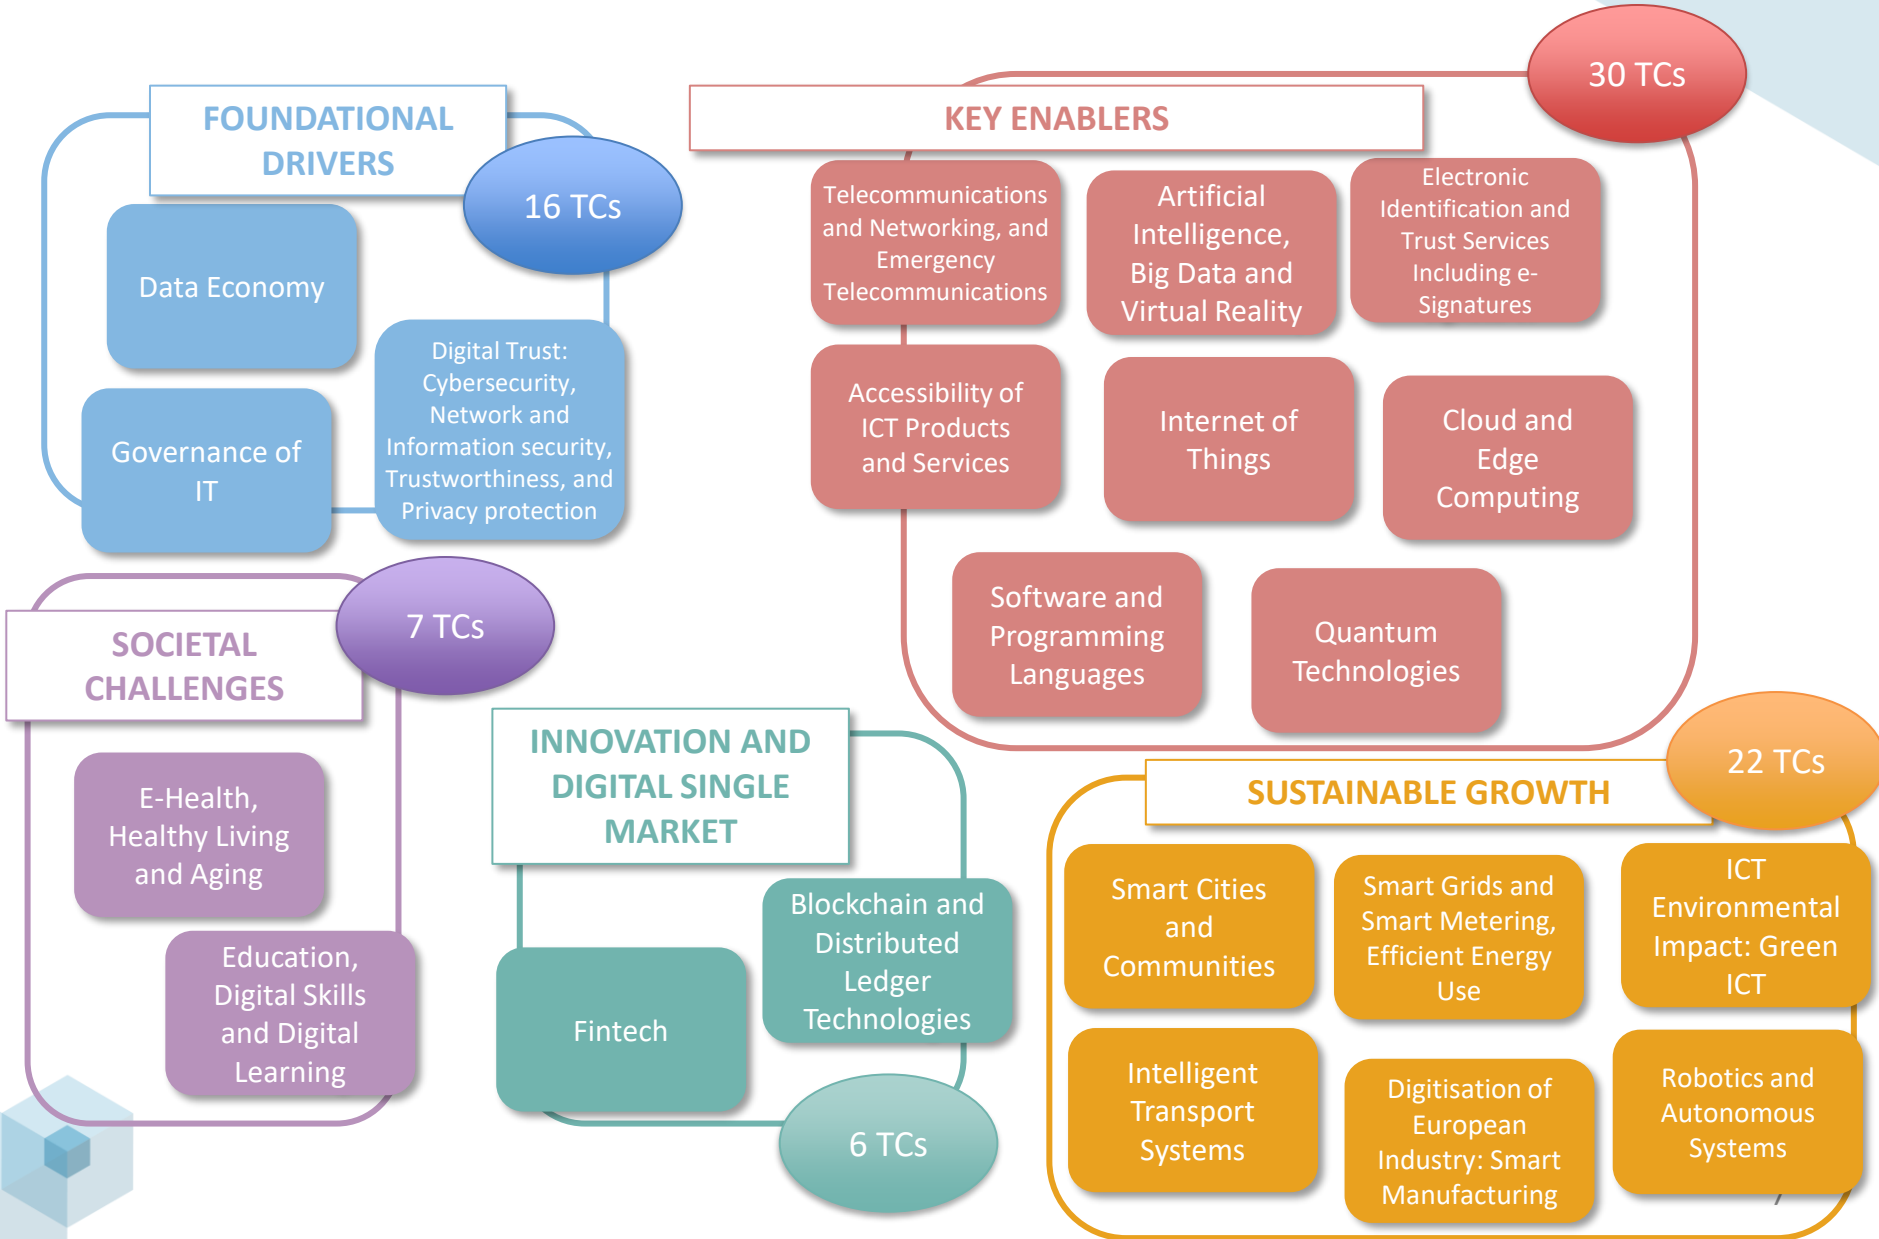 FOUNDATIONAL
DRIVERS
16 TCs
Data Economy
Governance of
IT
Digital Trust:
Cybersecurity,
Network and
Information security,
Trustworthiness, and
Privacy protection
KEY ENABLERS
30 TCs
Telecommunications
and Networking, and
Emergency
Telecommunications
Artificial
Intelligence,
Big Data and
Virtual Reality
Electronic
Identification and
Trust Services
Including e-
Signatures
Accessibility of
ICT Products
and Services
Internet of
Things
Cloud and
Edge
Computing
Software and
Programming
Languages
Quantum
Technologies
SOCIETAL
CHALLENGES
7 TCs
E-Health,
Healthy Living
and Aging
Education,
Digital Skills
and Digital
Learning
INNOVATION AND
DIGITAL SINGLE
MARKET
Fintech
Blockchain and
Distributed
Ledger
Technologies
6 TCs
SUSTAINABLE GROWTH
22 TCs
Smart Cities
and
Communities
Smart Grids and
Smart Metering,
Efficient Energy
Use
ICT
Environmental
Impact: Green
ICT
Intelligent
Transport
Systems
Digitisation of
European
Industry: Smart
Manufacturing
Robotics and
Autonomous
Systems